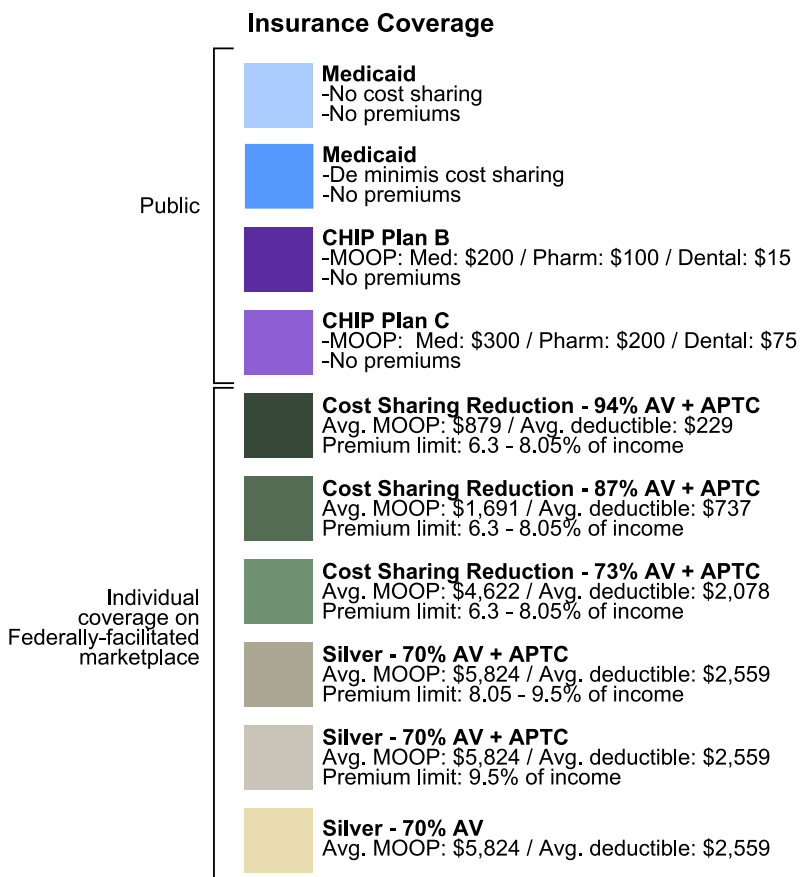 Insurance Coverage
Public
Medicaid
-No cost sharing
-No premiums
Medicaid
-De minimis cost sharing
-No premiums
CHIP Plan B
-MOOP: Med: $200 / Pharm: $100 / Dental: $15
-No premiums
CHIP Plan C
-MOOP:  Med: $300 / Pharm: $200 / Dental: $75
-No premiums
Individual
coverage on
Federally-facilitated
marketplace
Cost Sharing Reduction - 94% AV + APTC
Avg. MOOP: $879 / Avg. deductible: $229
Premium limit: 6.3 - 8.05% of income
Cost Sharing Reduction - 87% AV + APTC
Avg. MOOP: $1,691 / Avg. deductible: $737
Premium limit: 6.3 - 8.05% of income
Cost Sharing Reduction - 73% AV + APTC
Avg. MOOP: $4,622 / Avg. deductible: $2,078
Premium limit: 6.3 - 8.05% of income
Silver - 70% AV + APTC
Avg. MOOP: $5,824 / Avg. deductible: $2,559
Premium limit: 8.05 - 9.5% of income
Silver - 70% AV + APTC
Avg. MOOP: $5,824 / Avg. deductible: $2,559
Premium limit: 9.5% of income
Silver - 70% AV
Avg. MOOP: $5,824 / Avg. deductible: $2,559